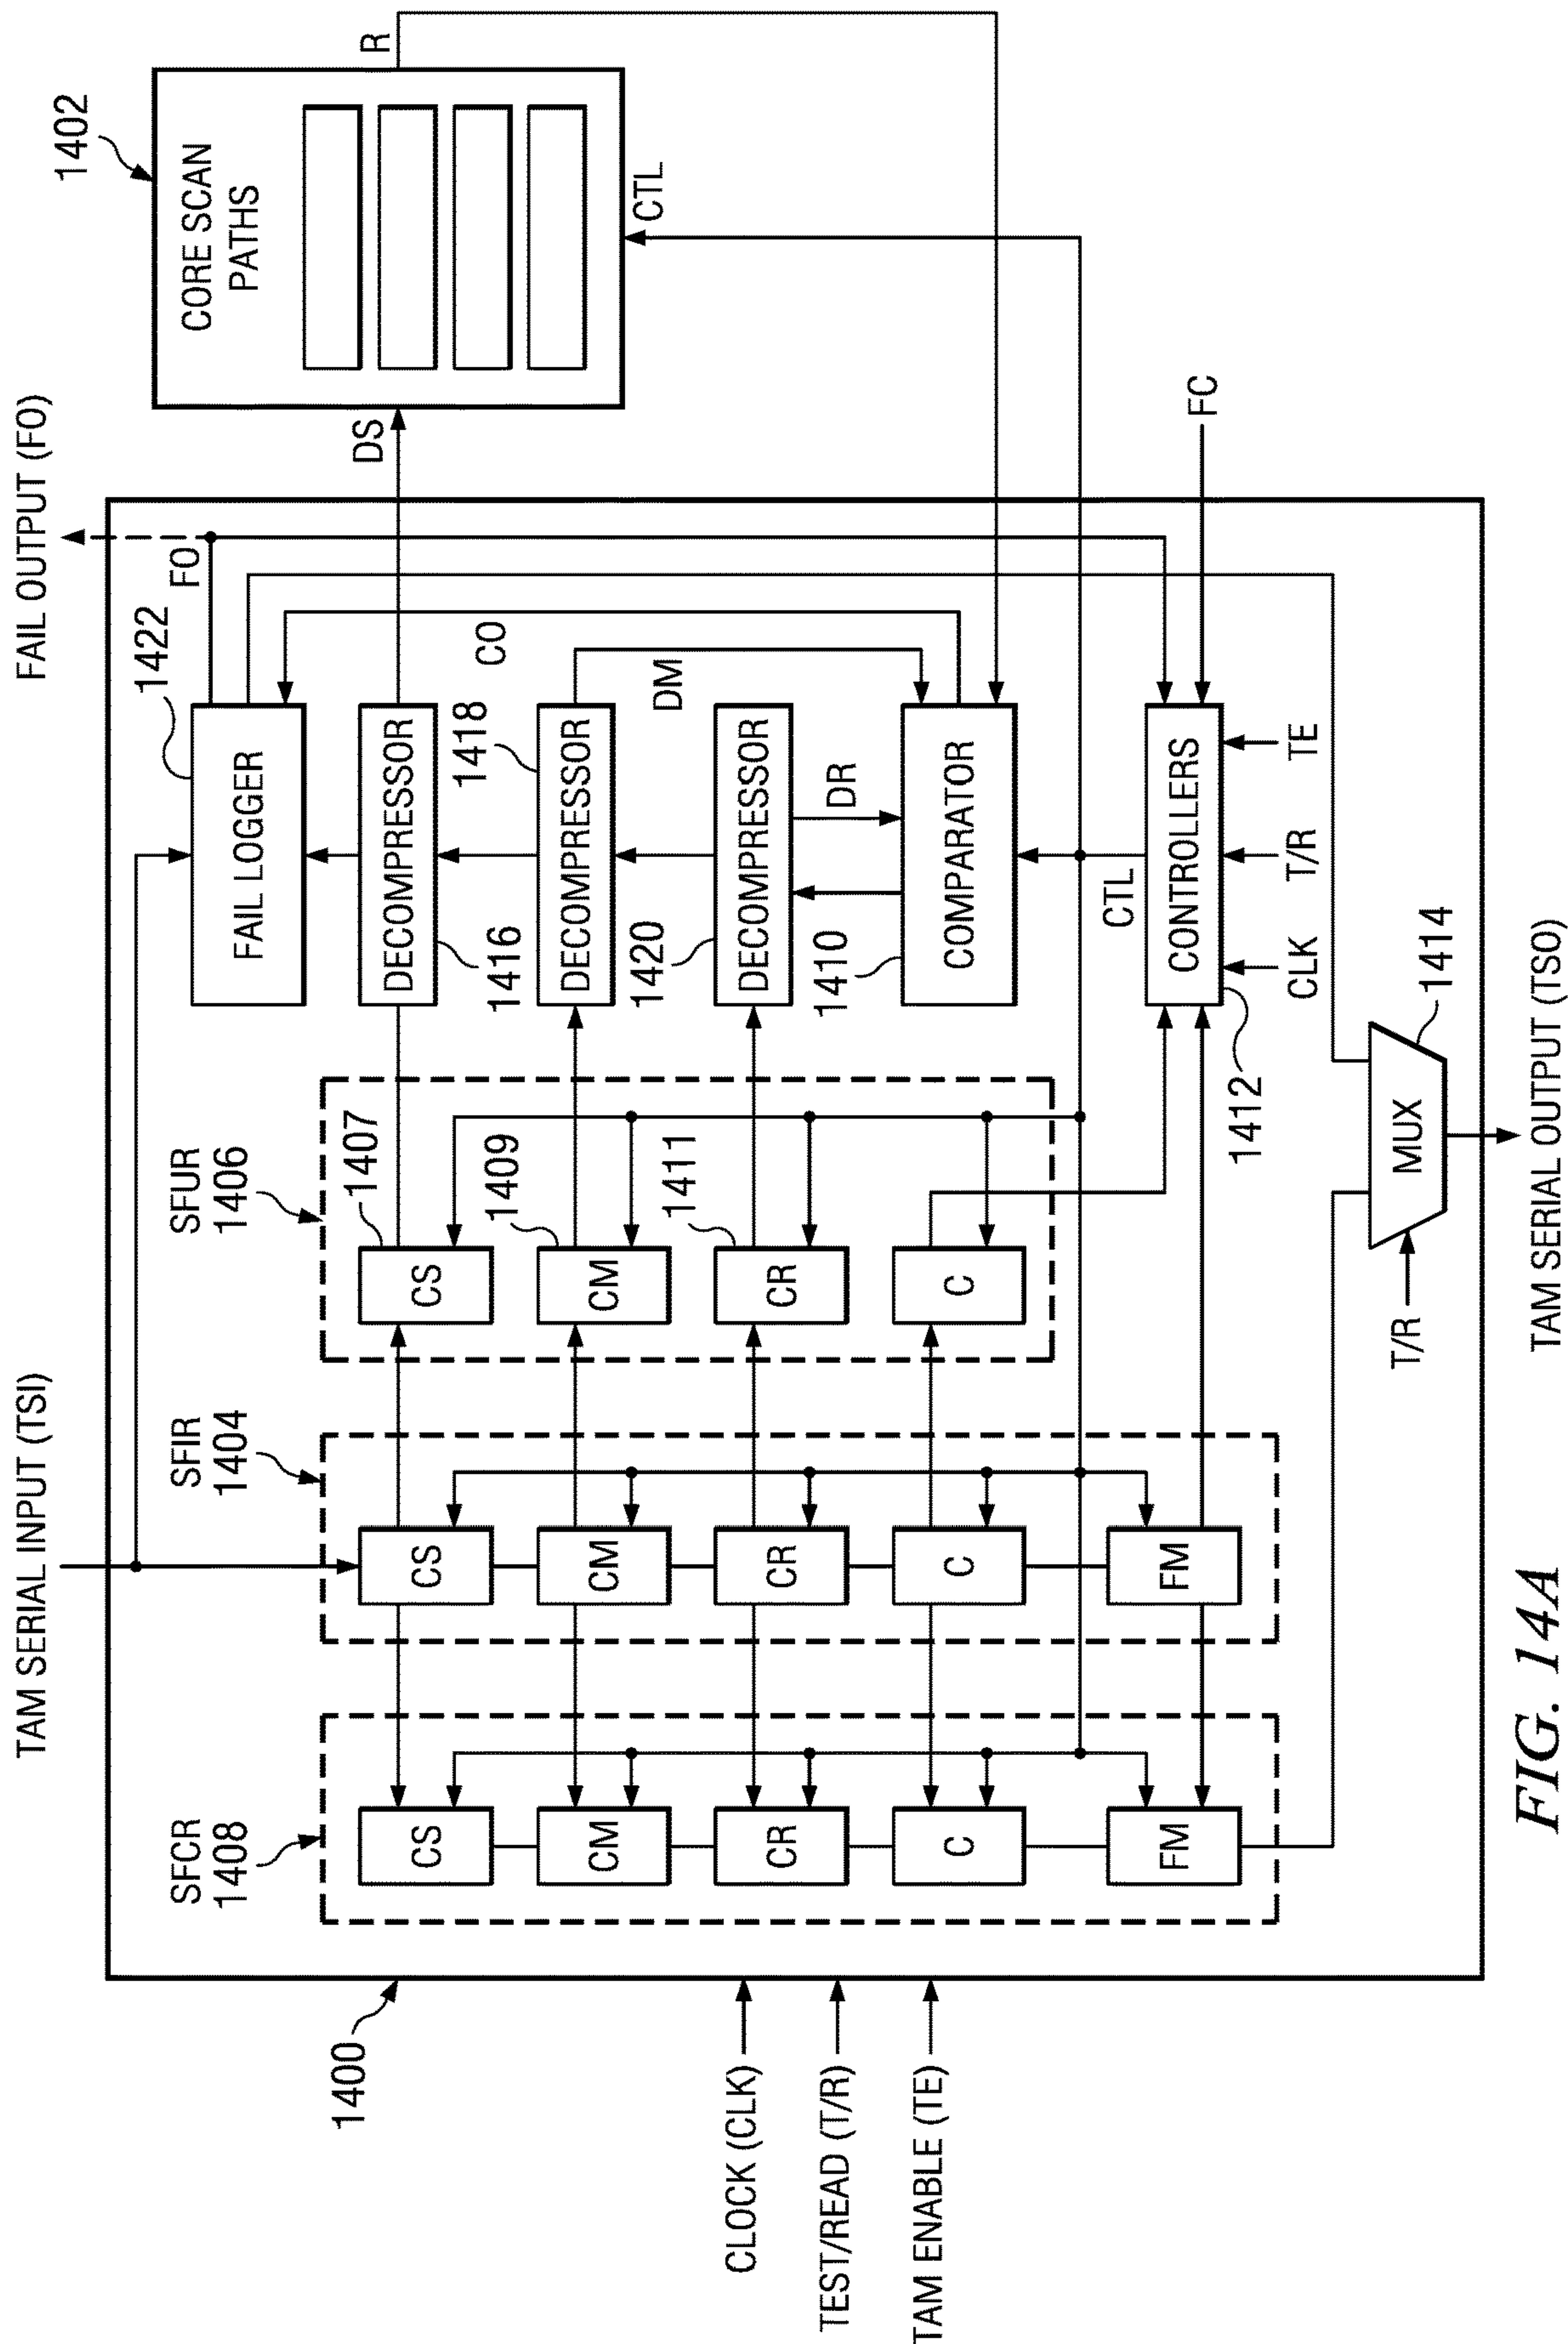 TAM SERIAL INPUT (TSI)
FAIL OUTPUT (FO)
1400
SFCR
1408
SFIR
1404
SFUR
1406
1422
FO
1402
FAIL LOGGER
CORE SCAN
PATHS
R
CS
CS
1407
CS
DECOMPRESSOR
DS
1416
CO
CM
CM
1409
CM
DECOMPRESSOR
1418
DM
CR
CR
1411
CR
1420
DECOMPRESSOR
DR
CTL
C
C
C
1410
COMPARATOR
CTL
FM
FM
1412
CONTROLLERS
FC
CLK
T/R
TE
CLOCK (CLK)
TEST/READ (T/R)
TAM ENABLE (TE)
T/R
MUX
1414
TAM SERIAL OUTPUT (TSO)
FIG. 14A